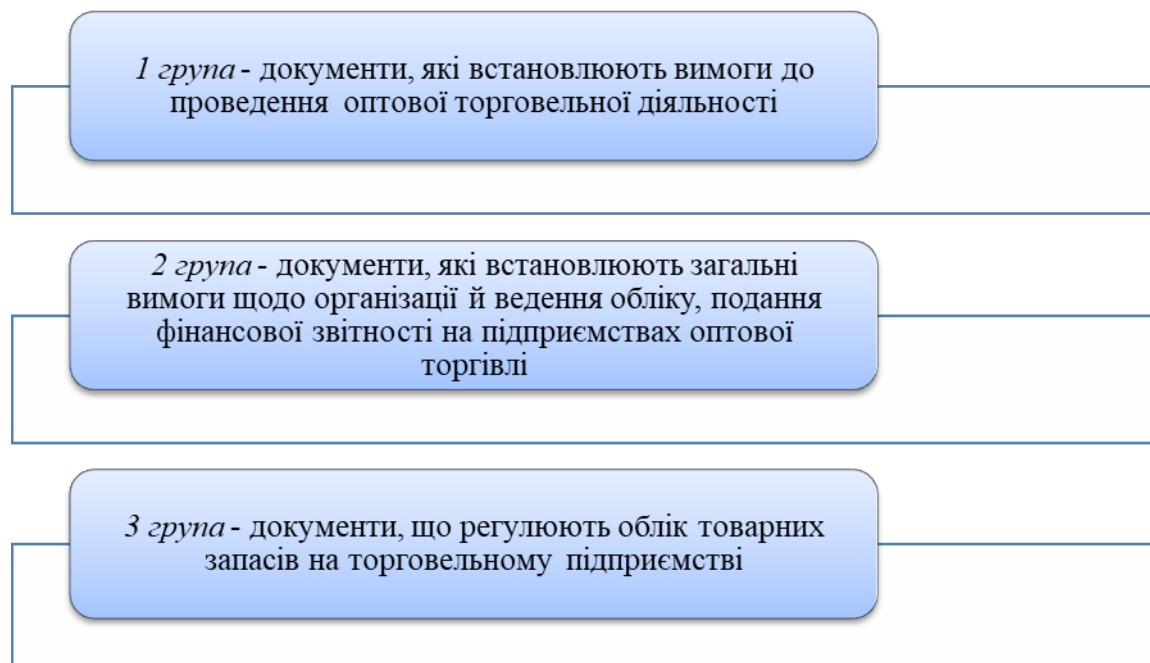 1 група - документи, які встановлюють вимоги до
проведення оптової торговельної діяльності
2 група - документи, які встановлюють загальні
вимоги щодо організації й ведення обліку, подання
фінансової звітності на підприємствах оптової
торгівлі
3 група - документи, що регулюють облік товарних
запасів на торговельному підприємстві